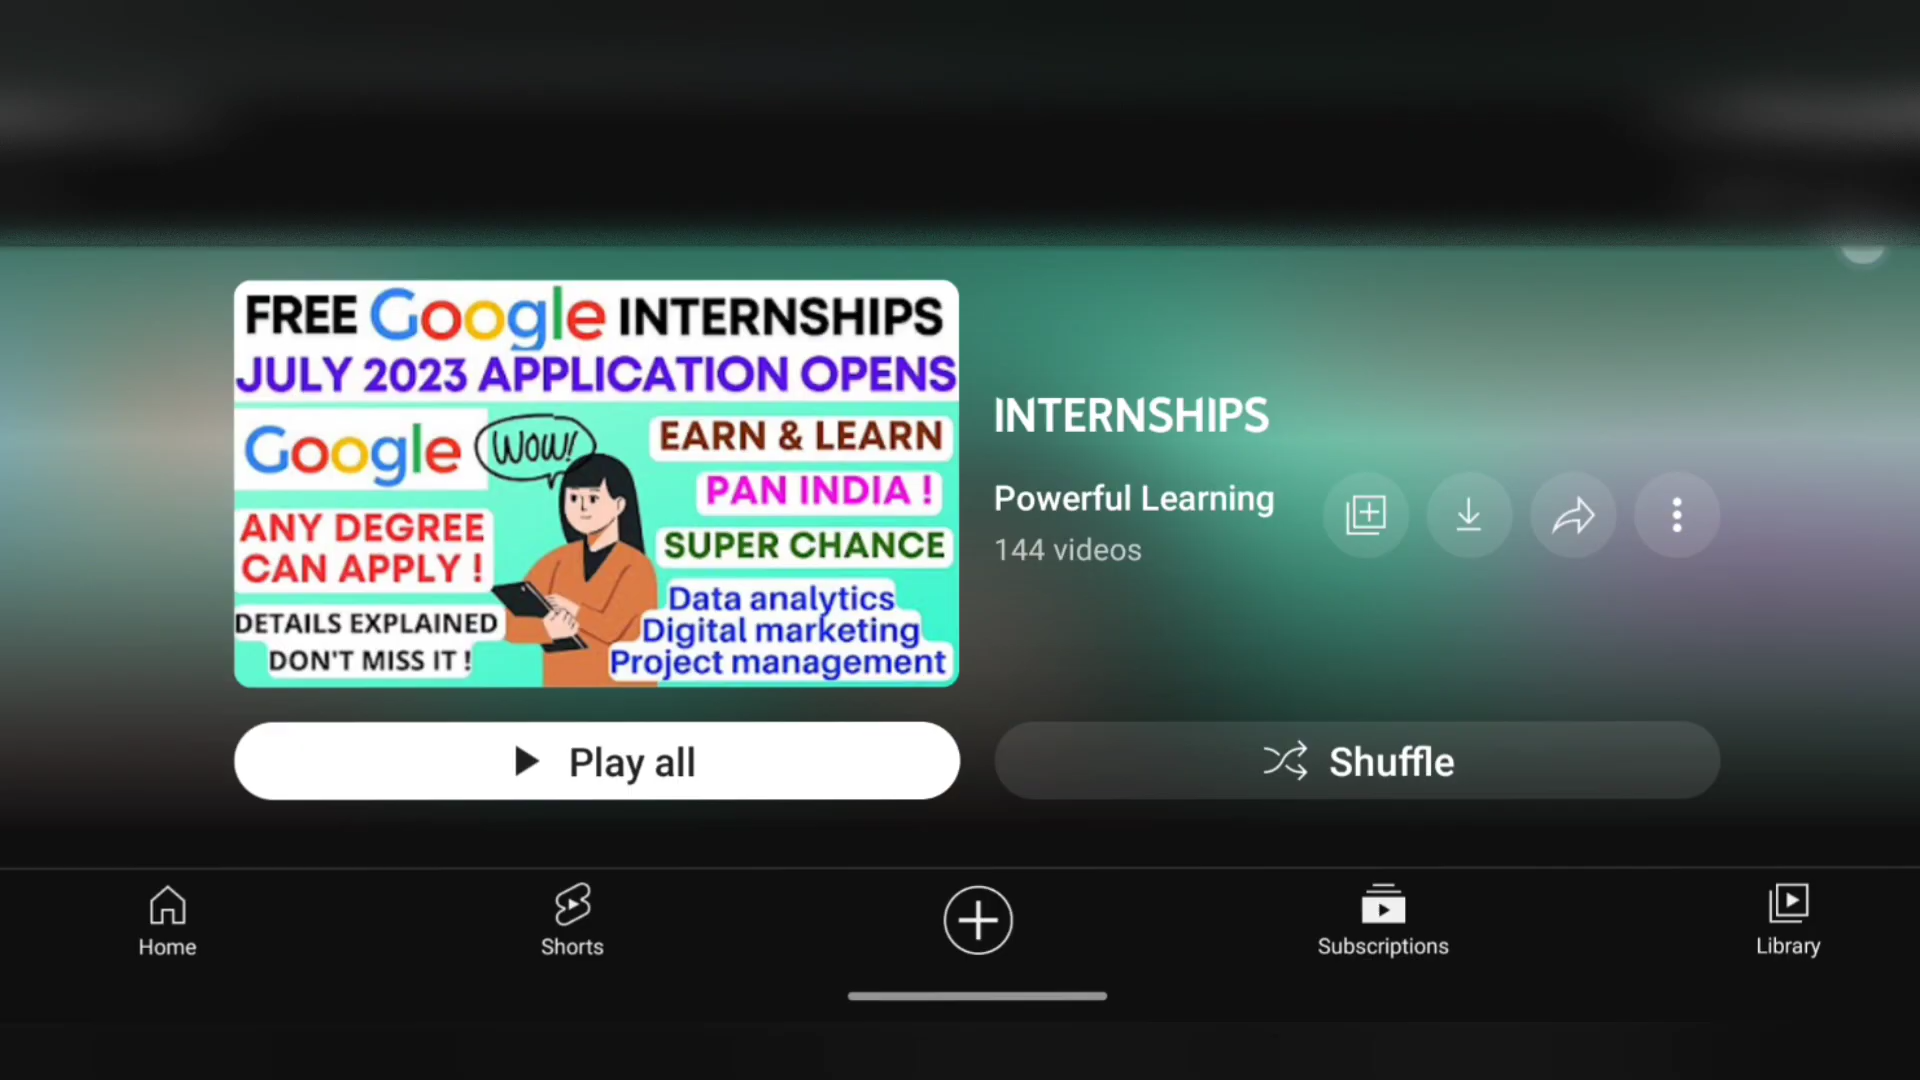 FREE Google INTERNSHIPS
JULY 2023 APPLICATION OPENS
Google
Wow!
EARN & LEARN
PAN INDIA !
ANY DEGREE
CAN APPLY !
SUPER CHANCE
DETAILS EXPLAINED
DON'T MISS IT !
Data analytics
Digital marketing
Project management
INTERNSHIPS
Powerful Learning
144 videos
Play all
Shuffle
Home
Shorts
Subscriptions
Library